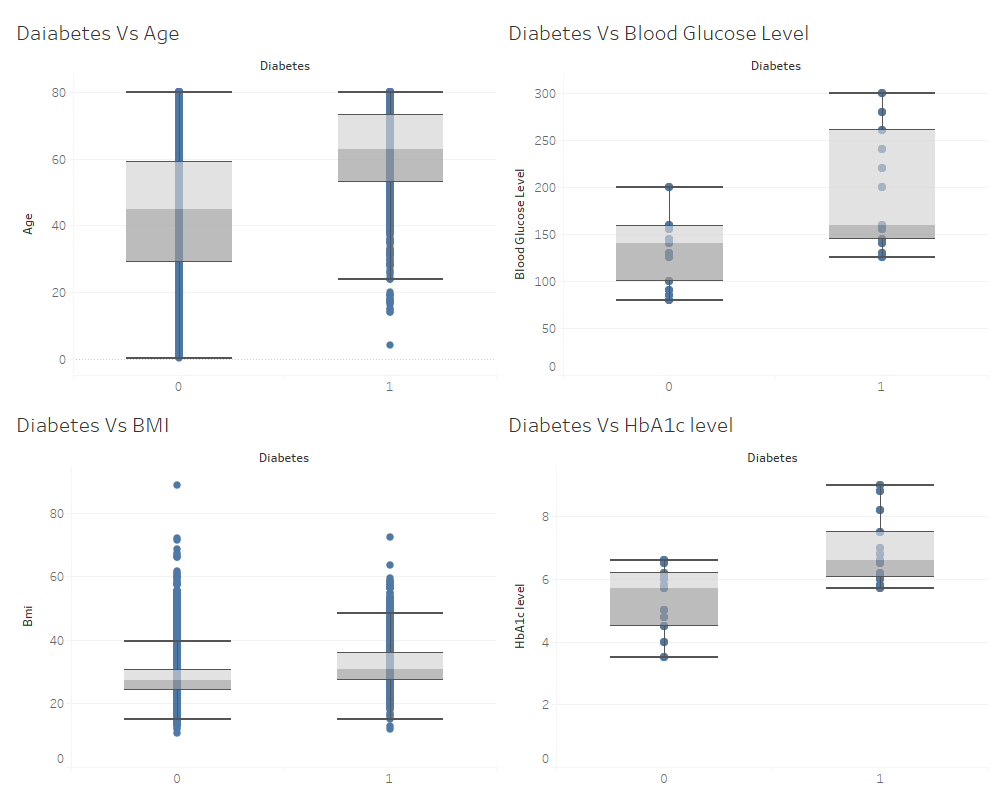 Daiabetes Vs Age
Diabetes
Age
80
60
40
20
0
0 1
Diabetes Vs Blood Glucose Level
Diabetes
Blood Glucose Level
300
250
200
150
100
50
0
0 1
Diabetes Vs BMI
Diabetes
Bmi
80
60
40
20
0
0 1
Diabetes Vs HbA1c level
Diabetes
HbA1c level
8
6
4
2
0
0 1